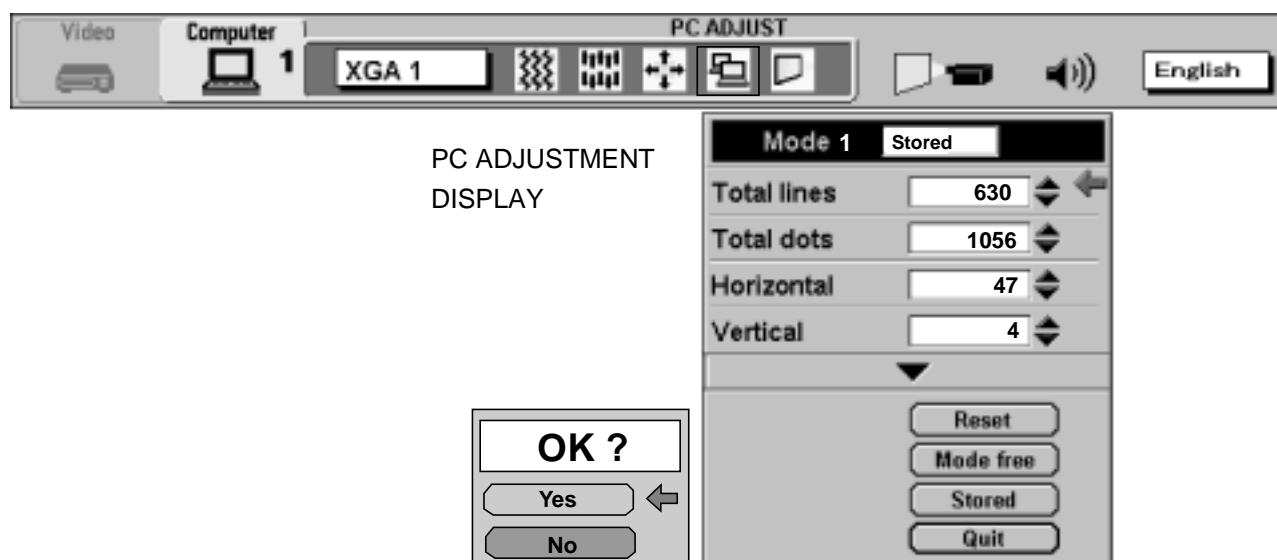 Video
Computer
1
PC ADJUST
XGA 1
English
PC ADJUSTMENT
DISPLAY
Mode 1 Stored
Total lines 630
Total dots 1056
Horizontal 47
Vertical 4
Reset
Mode free
Stored
Quit
OK ?
Yes
No